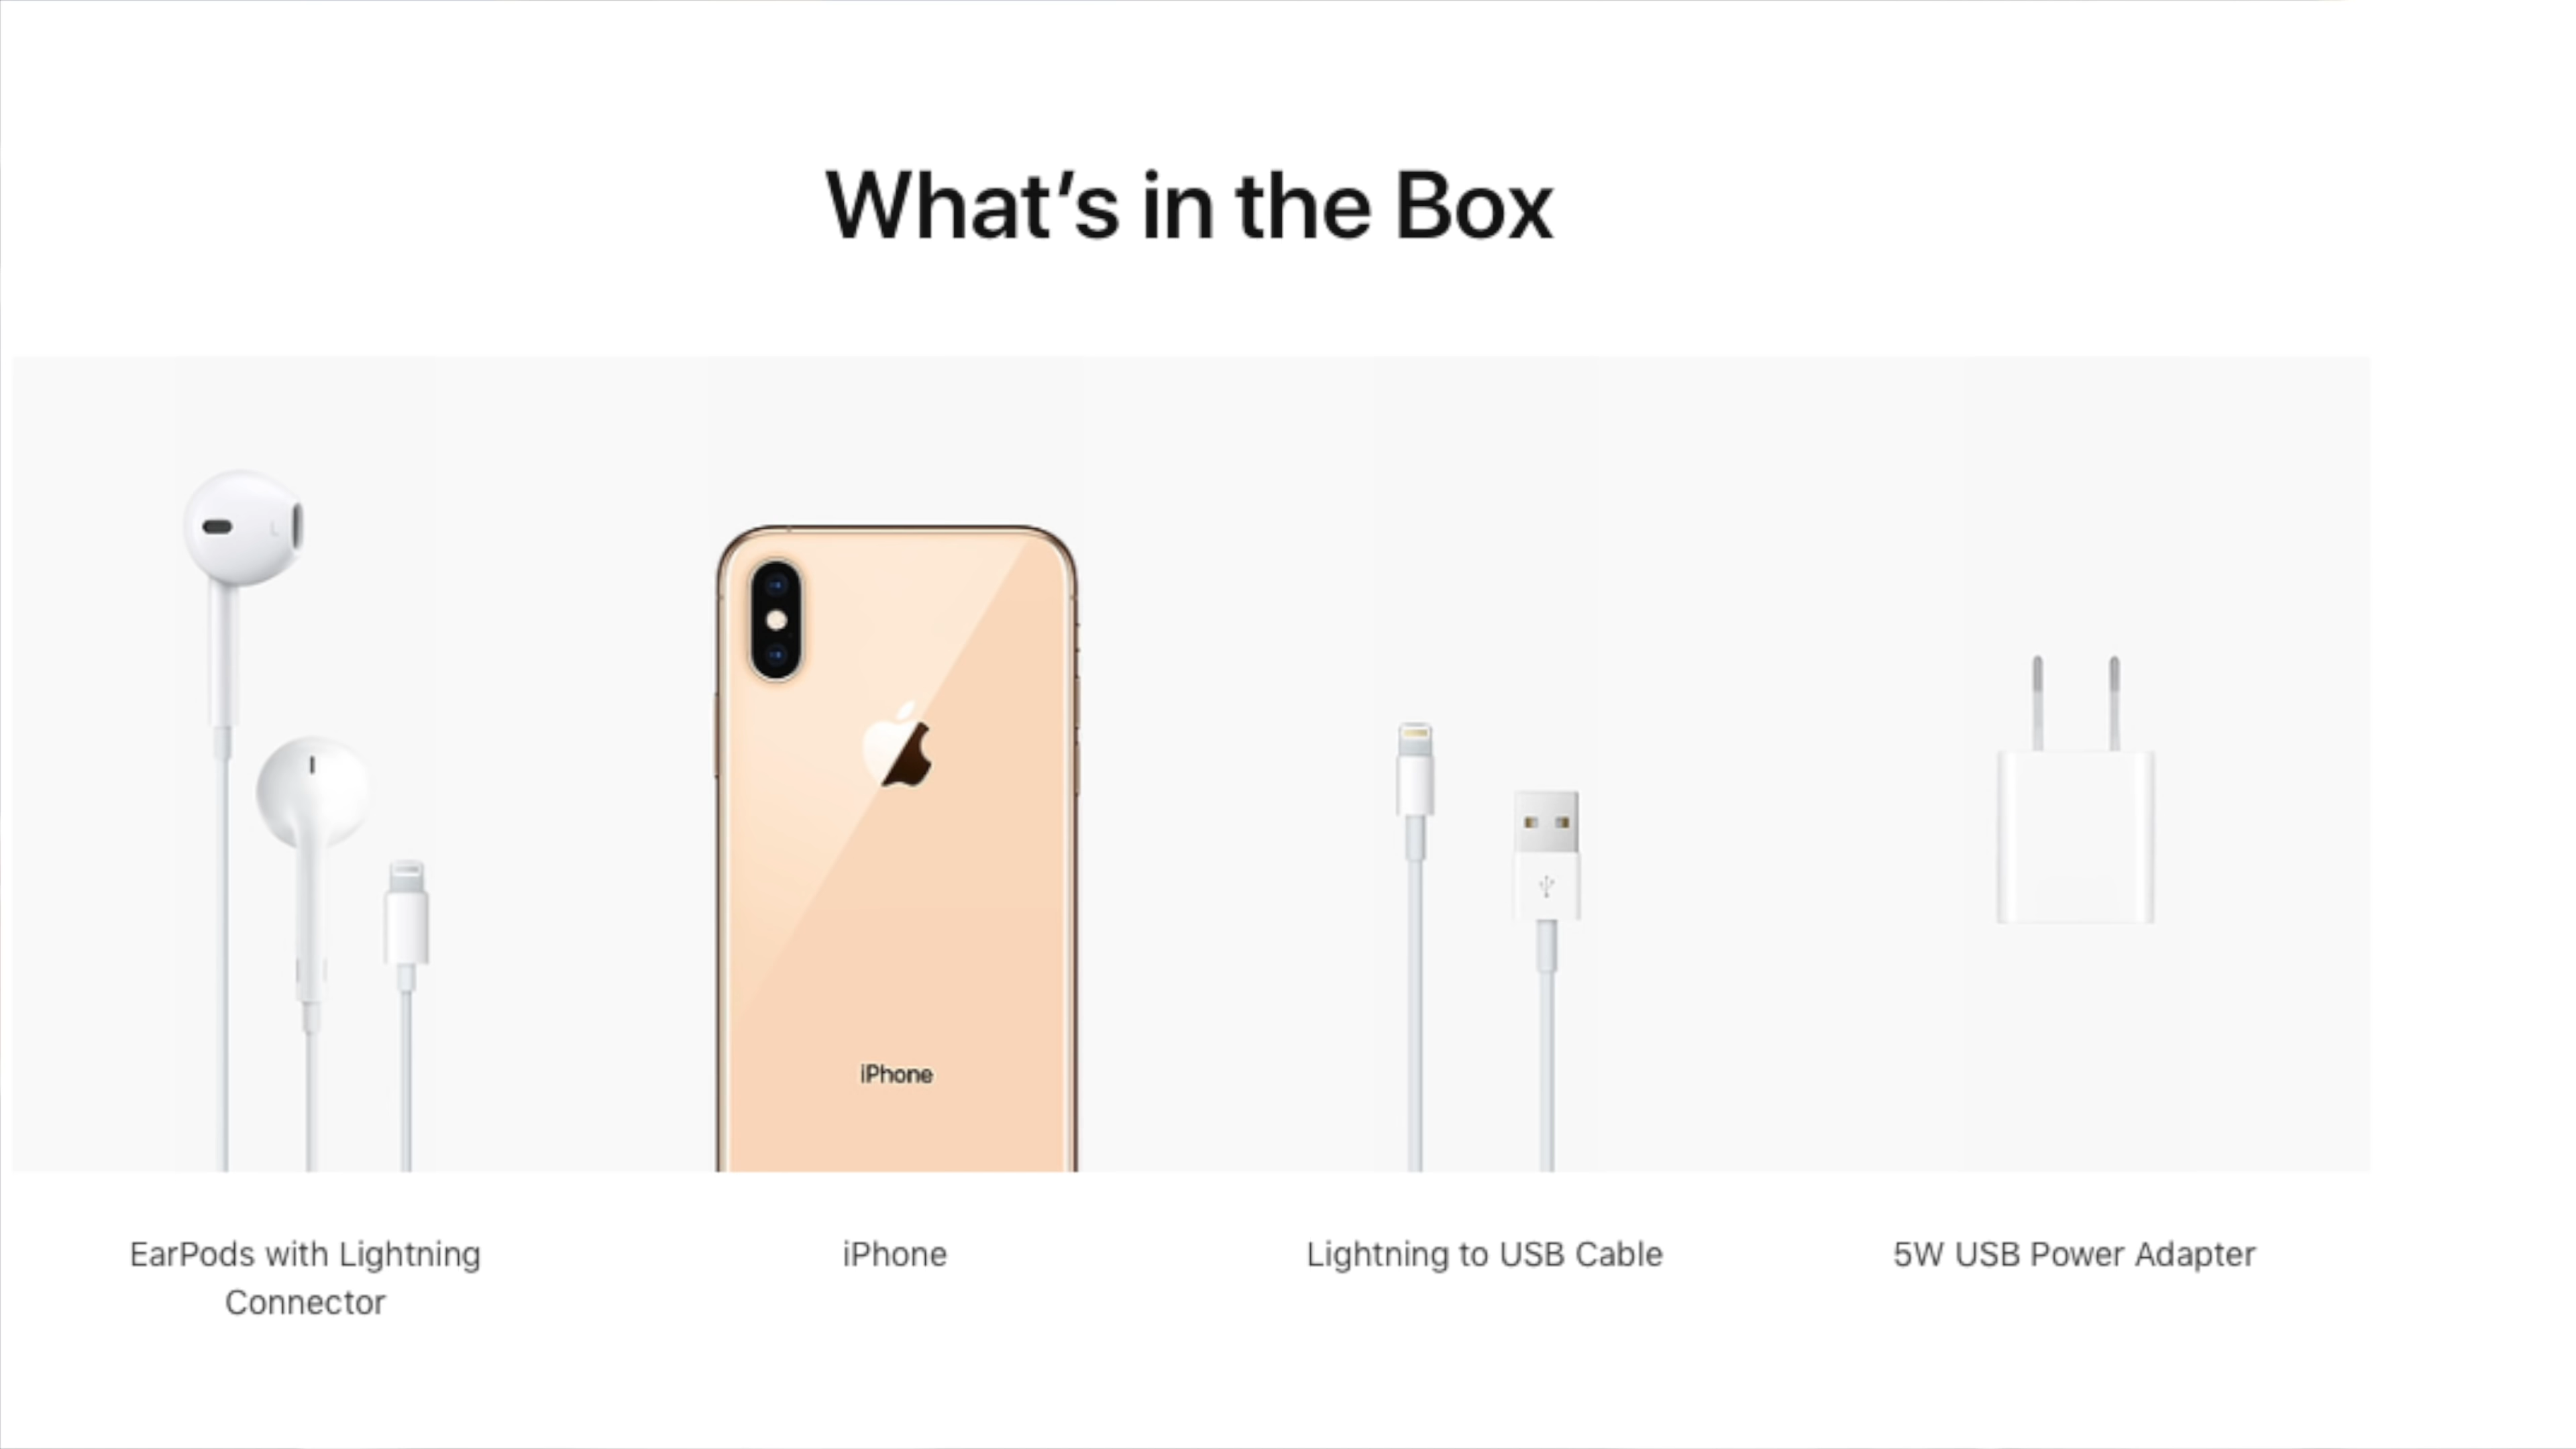 What’s in the Box
L
iPhone
EarPods with Lightning
Connector
iPhone
Lightning to USB Cable
5W USB Power Adapter